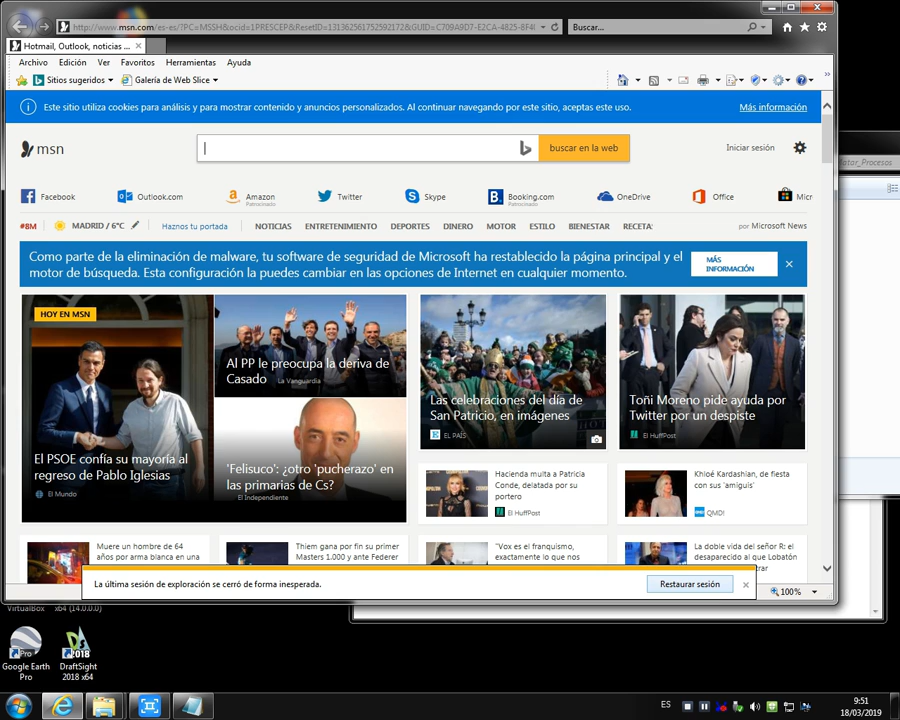 http://www.msn.com/es-es/?PC=MSSH&ocid=1PRESCEP&ResetID=131362561752592172&GUID=C709A9D7-E2CA-4825-8F4
Buscar...
Hotmail, Outlook, noticias ...
Archivo Edición Ver Favoritos Herramientas Ayuda
Sitios sugeridos Galería de Web Slice
Este sitio utiliza cookies para análisis y para mostrar contenido y anuncios personalizados. Al continuar navegando por este sitio, aceptas este uso. Más información
msn buscar en la web Iniciar sesión
Facebook Outlook.com Amazon Twitter Skype Booking.com OneDrive Office Micr
Patrocinado Patrocinado
#8M MADRID / 6°C Haznos tu portada NOTICIAS ENTRETENIMIENTO DEPORTES DINERO MOTOR ESTILO BIENESTAR RECETA: por Microsoft News
Como parte de la eliminación de malware, tu software de seguridad de Microsoft ha restablecido la página principal y el
motor de búsqueda. Esta configuración la puedes cambiar en las opciones de Internet en cualquier momento.
MÁS
INFORMACIÓN
HOY EN MSN
El PSOE confía su mayoría al
regreso de Pablo Iglesias
El Mundo
Al PP le preocupa la deriva de
Casado La Vanguardia
'Felisuco': ¿otro 'pucherazo' en
las primarias de Cs?
El Independiente
Las celebraciones del día de
San Patricio, en imágenes
EL PAÍS
Toñi Moreno pide ayuda por
Twitter por un despiste
El HuffPost
Hacienda multa a Patricia
Conde, delatada por su
portero
El HuffPost
Khloé Kardashian, de fiesta
con sus 'amiguis'
QMD!
Muere un hombre de 64
años por arma blanca en una
Thiem gana por fin su primer
Masters 1.000 y ante Federer
"Vox es el franquismo,
exactamente lo que nos
La doble vida del señor R: el
desaparecido al que Lobatón
trar
La última sesión de exploración se cerró de forma inesperada. Restaurar sesión
100%
VirtualBox x64 (14.0.0.0)
Google Earth
Pro
2018
DraftSight
2018 x64
ES
9:51
18/03/2019